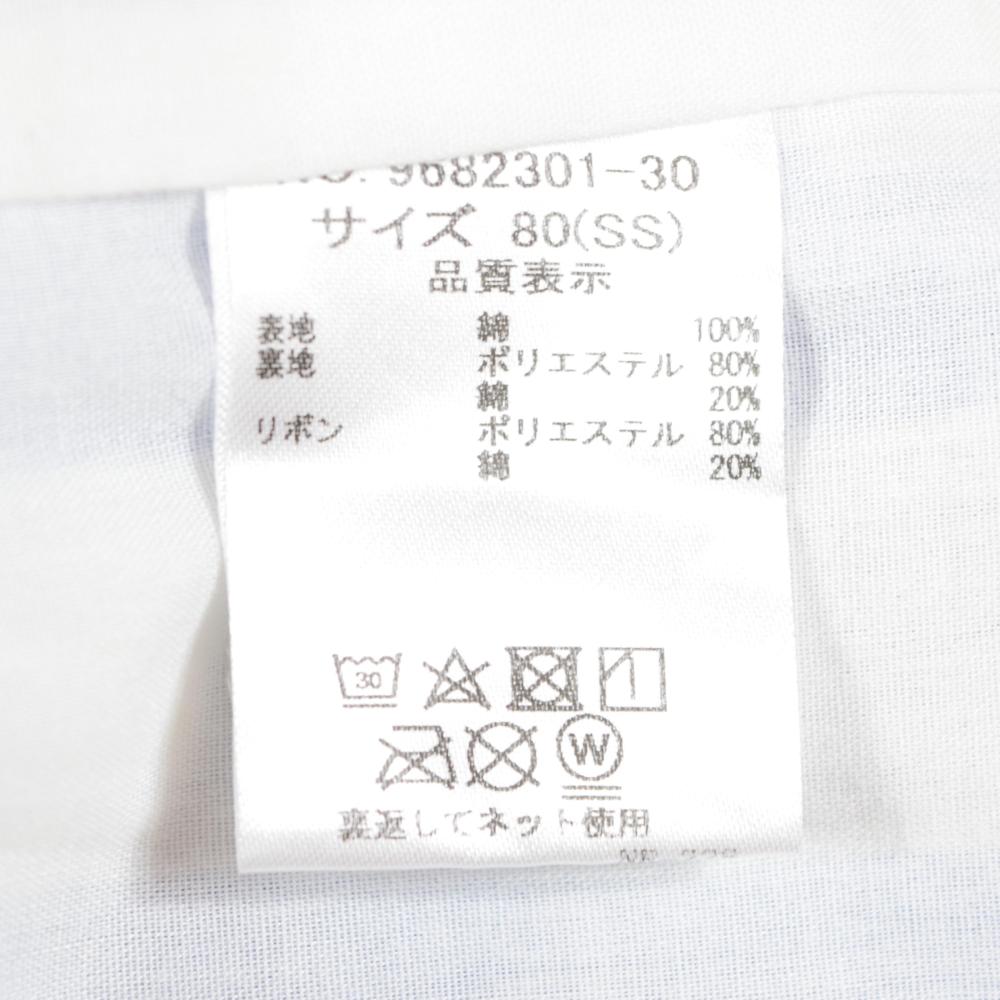 NO. 9682301-30
サイズ 80(SS)
品質表示
表地 綿 100%
裏地 ポリエステル 80%
綿 20%
リボン ポリエステル 80%
綿 20%
30
W
裏返してネット使用